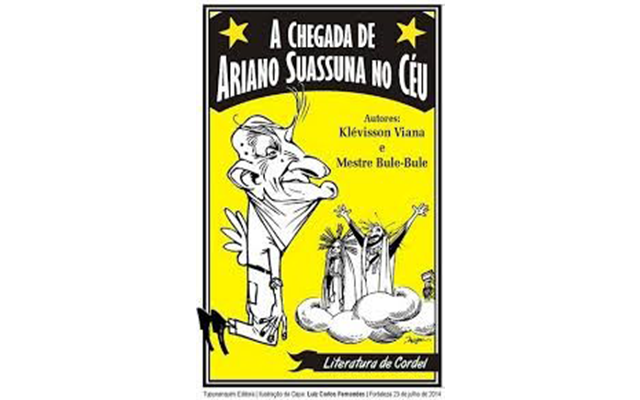 A CHEGADA DE
ARIANO SUASSUNA NO CÉU
Autores:
Klévisson Viana
e
Mestre Bule-Bule
Literatura de Cordel
Tupynanquim Editora | Ilustração da Capa: Luiz Carlos Fernandes | Fortaleza 23 de julho de 2014